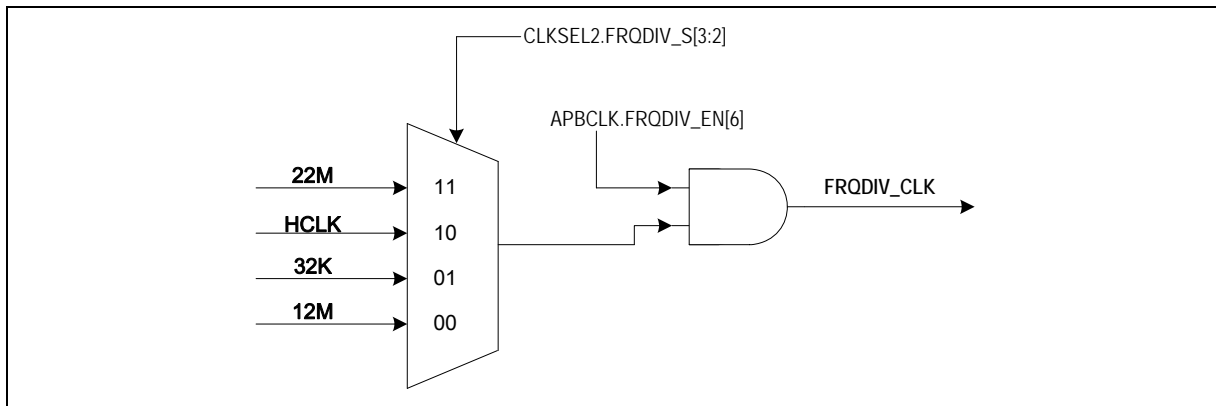 CLKSEL2.FRQDIV_S[3:2]
APBCLK.FRQDIV_EN[6]
22M
11
FRQDIV_CLK
HCLK
10
32K
01
12M
00